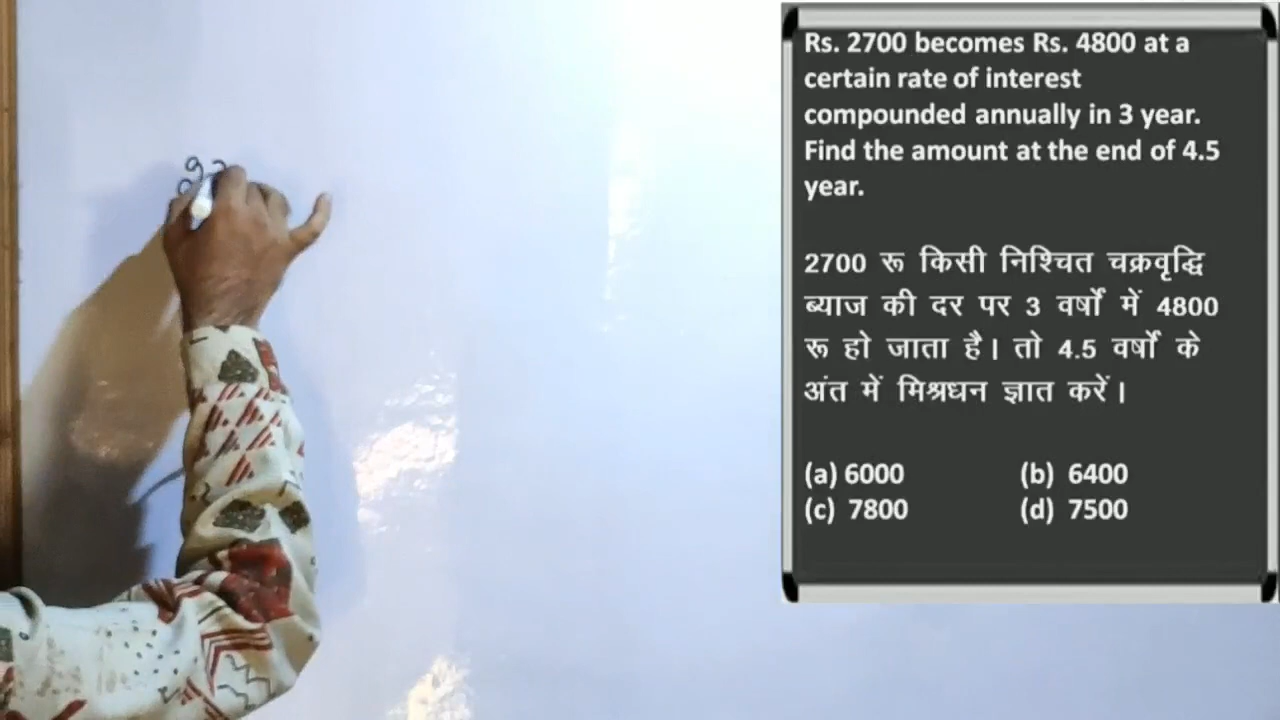 Rs. 2700 becomes Rs. 4800 at a
certain rate of interest
compounded annually in 3 year.
Find the amount at the end of 4.5
year.
2700 रू किसी निश्चित चक्रवृद्धि
ब्याज की दर पर 3 वर्षों में 4800
रू हो जाता है। तो 4.5 वर्षों के
अंत में मिश्रधन ज्ञात करें।
(a) 6000 (b) 6400
(c) 7800 (d) 7500